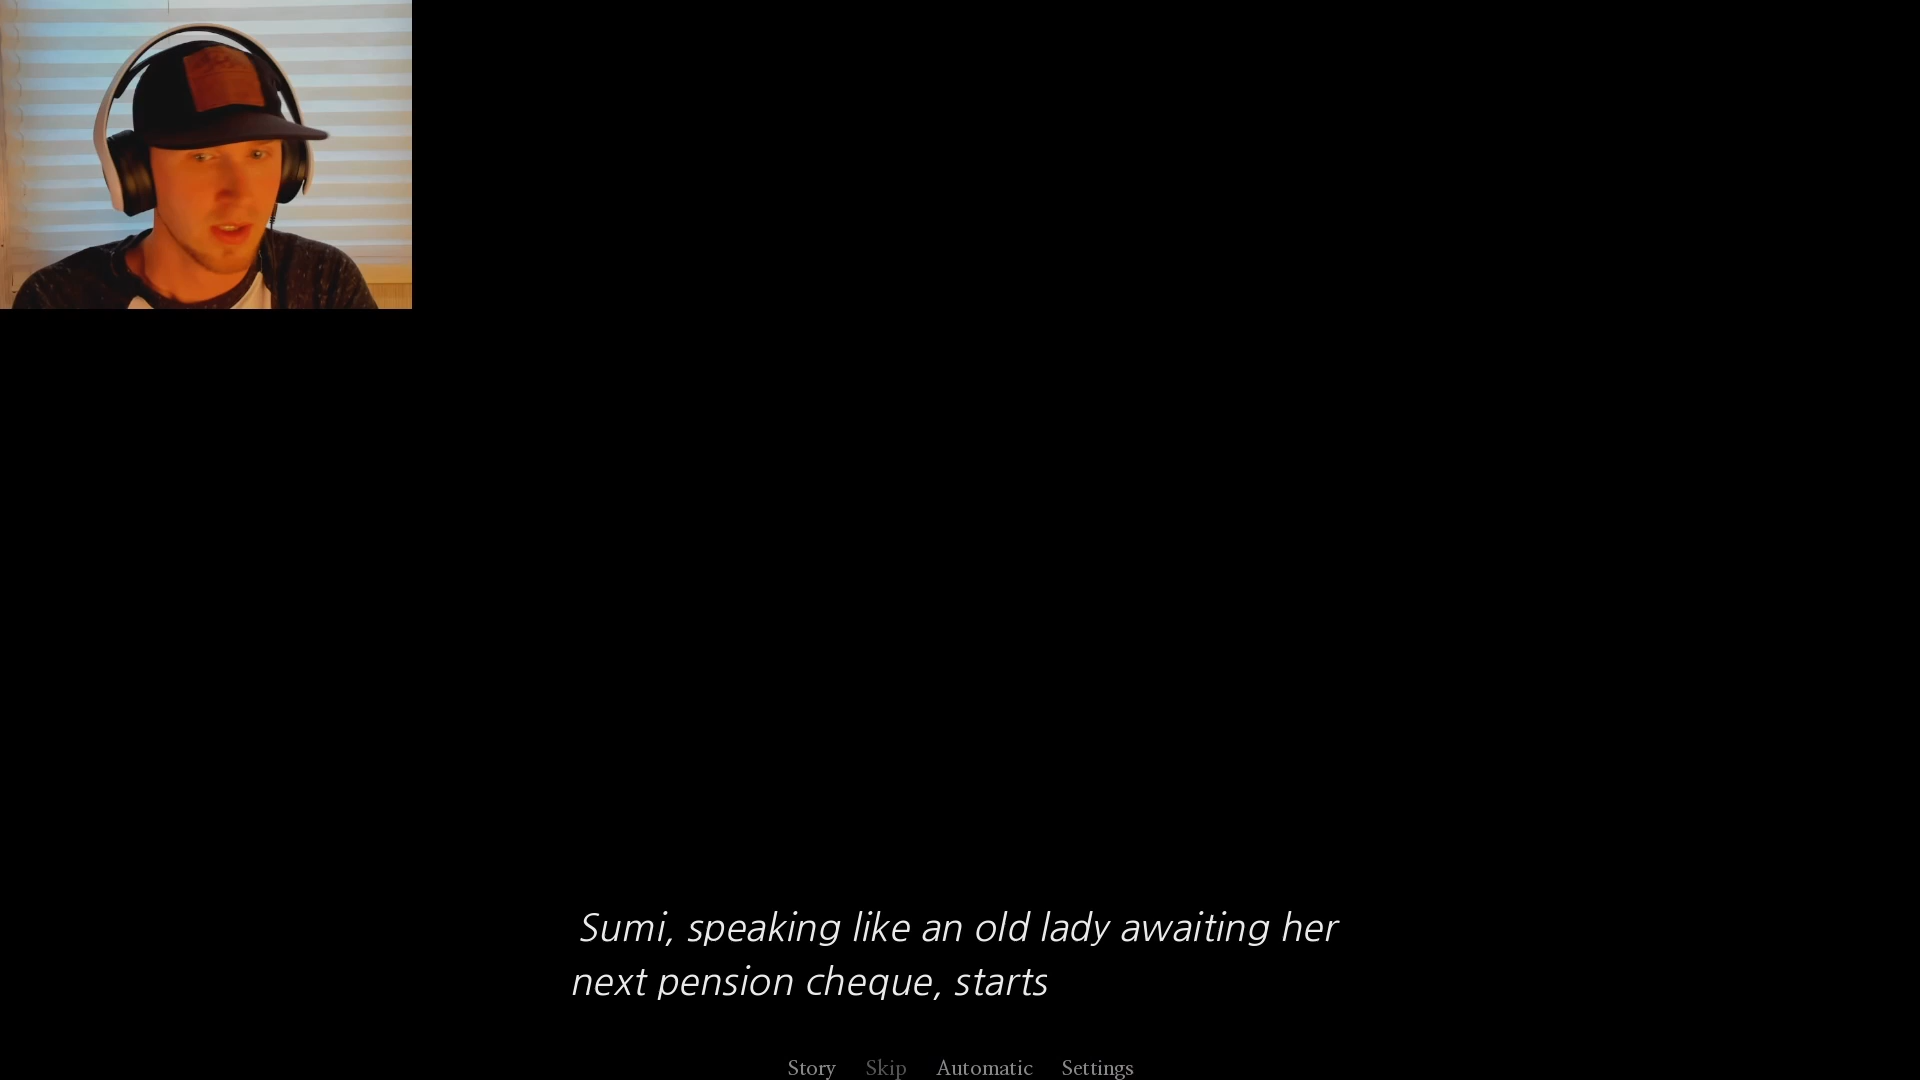 Sumi, speaking like an old lady awaiting her
next pension cheque, starts
Story Skip Automatic Settings